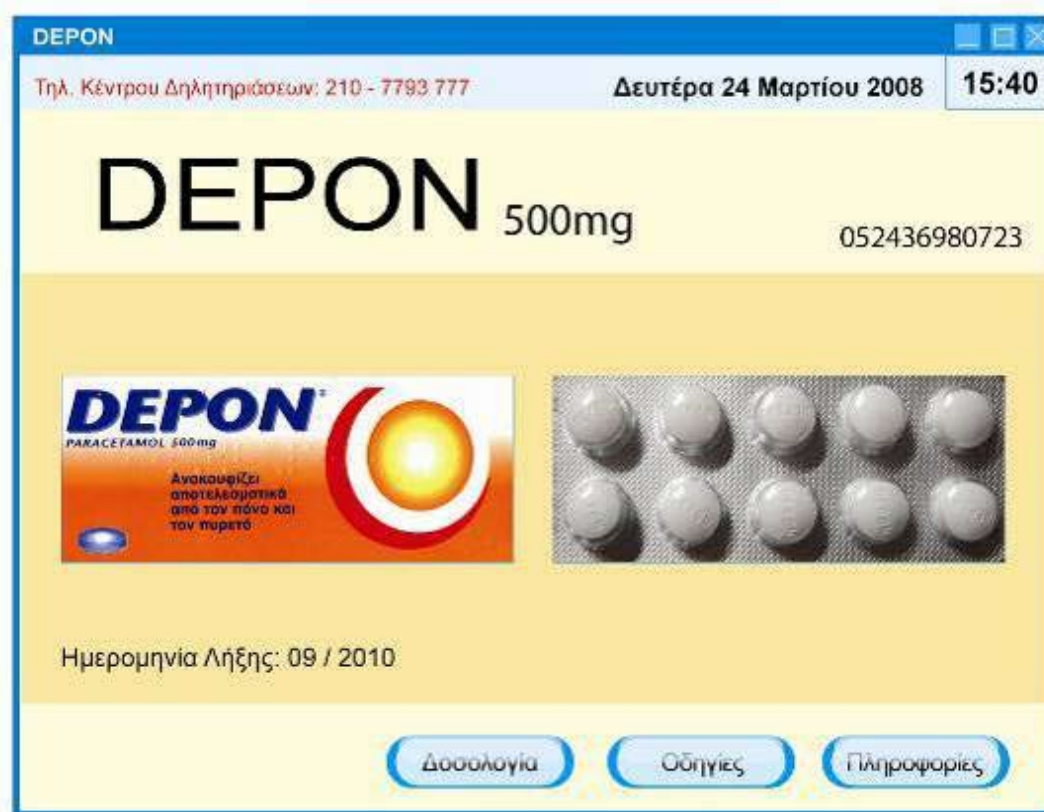 DEPON
Τηλ. Κέντρου Δηλητηριάσεων: 210 - 7793 777
Δευτέρα 24 Μαρτίου 2008
15:40
DEPON 500mg
052436980723
DEPON
PARACETAMOL 500mg
Ανακουφίζει
αποτελεσματικά
από τον πόνο και
τον πυρετό
Ημερομηνία Λήξης: 09 / 2010
Δοσολογία
Οδηγίες
Πληροφορίες